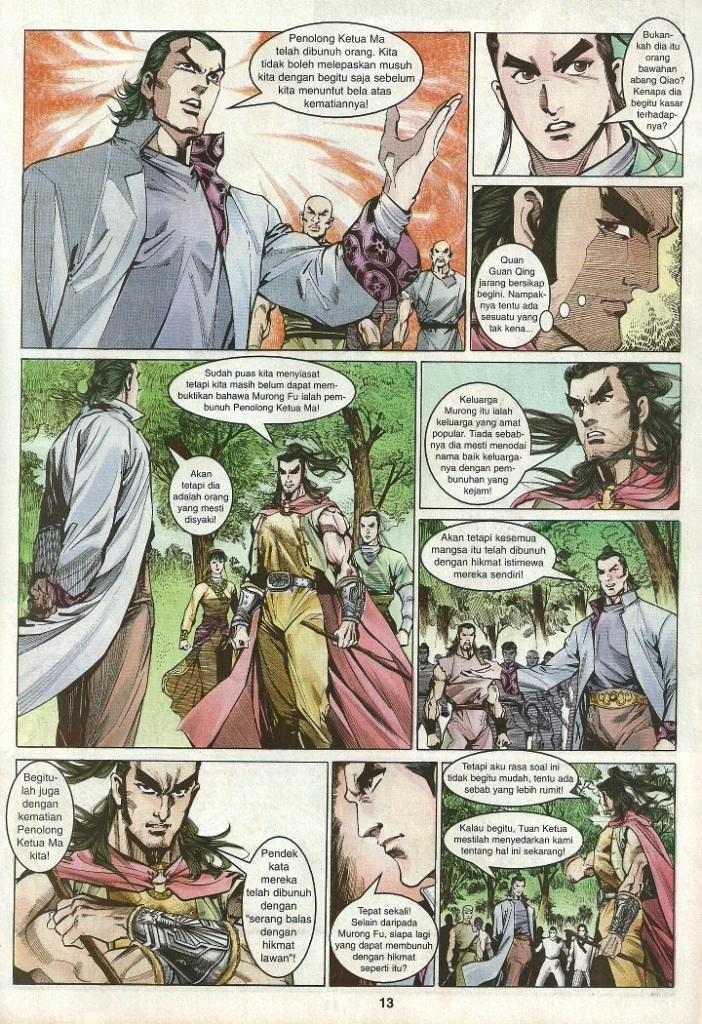 Penolong Ketua Ma
telah dibunuh orang. Kita
tidak boleh melepaskan musuh
kita dengan begitu saja sebelum
kita menuntut bela atas
kematiannya!
Bukan-
kah dia itu
orang
bawahan
abang Qiao?
Kenapa dia
begitu kasar
terhadap-
nya?
Quan
Guan Qing
jarang bersikap
begini. Nampak-
nya tentu ada
sesuatu yang
tak kena...
Sudah puas kita menyiasat
tetapi kita masih belum dapat mem-
buktikan bahawa Murong Fu ialah pem-
bunuh Penolong Ketua Ma!
Akan
tetapi dia
adalah orang
yang mesti
disyaki!
Keluarga
Murong itu ialah
keluarga yang amat
popular. Tiada sebab-
nya dia mesti menodai
nama baik keluarga-
nya dengan pem-
bunuhan yang
kejam!
Akan tetapi kesemua
mangsa itu telah dibunuh
dengan hikmat istimewa
mereka sendiri!
Begitu-
lah juga
dengan
kematian
Penolong
Ketua Ma
kita!
Pendek
kata
mereka
telah dibunuh
dengan
"serang balas
dengan
hikmat
lawan"!
Tepat sekali!
Selain daripada
Murong Fu, siapa lagi
yang dapat membunuh
dengan hikmat
seperti itu?
Tetapi aku rasa soal ini
tidak begitu mudah, tentu ada
sebab yang lebih rumit!
Kalau begitu, Tuan Ketua
mestilah menyedarkan kami
tentang hal ini sekarang!
13